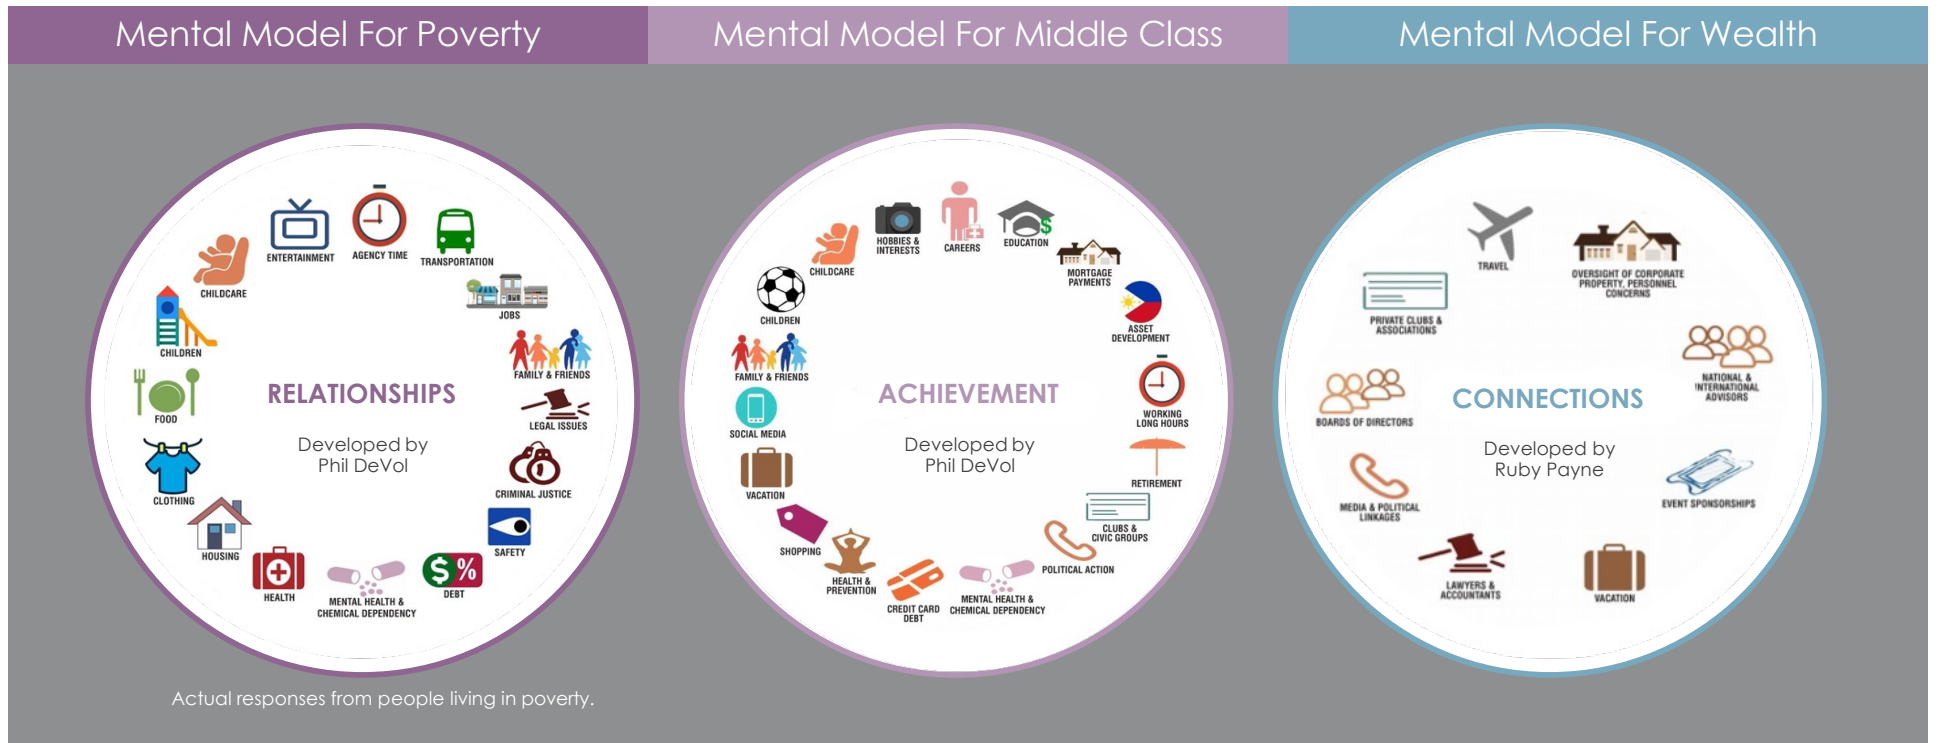 Mental Model For Poverty
Mental Model For Middle Class
Mental Model For Wealth
ENTERTAINMENT
AGENCY TIME
TRANSPORTATION
JOBS
FAMILY & FRIENDS
LEGAL ISSUES
CRIMINAL JUSTICE
SAFETY
$%
DEBT
MENTAL HEALTH &
CHEMICAL DEPENDENCY
HEALTH
HOUSING
CLOTHING
FOOD
CHILDREN
CHILDCARE
RELATIONSHIPS
Developed by
Phil DeVol
Actual responses from people living in poverty.
HOBBIES &
INTERESTS
CAREERS
$
EDUCATION
MORTGAGE
PAYMENTS
ASSET
DEVELOPMENT
WORKING
LONG HOURS
RETIREMENT
CLUBS &
CIVIC GROUPS
POLITICAL ACTION
MENTAL HEALTH &
CHEMICAL DEPENDENCY
CREDIT CARD
DEBT
HEALTH &
PREVENTION
SHOPPING
VACATION
SOCIAL MEDIA
FAMILY & FRIENDS
CHILDREN
CHILDCARE
ACHIEVEMENT
Developed by
Phil DeVol
TRAVEL
OVERSIGHT OF CORPORATE
PROPERTY, PERSONNEL
CONCERNS
NATIONAL &
INTERNATIONAL
ADVISORS
EVENT SPONSORSHIPS
VACATION
LAWYERS &
ACCOUNTANTS
MEDIA & POLITICAL
LINKAGES
BOARDS OF DIRECTORS
PRIVATE CLUBS &
ASSOCIATIONS
CONNECTIONS
Developed by
Ruby Payne